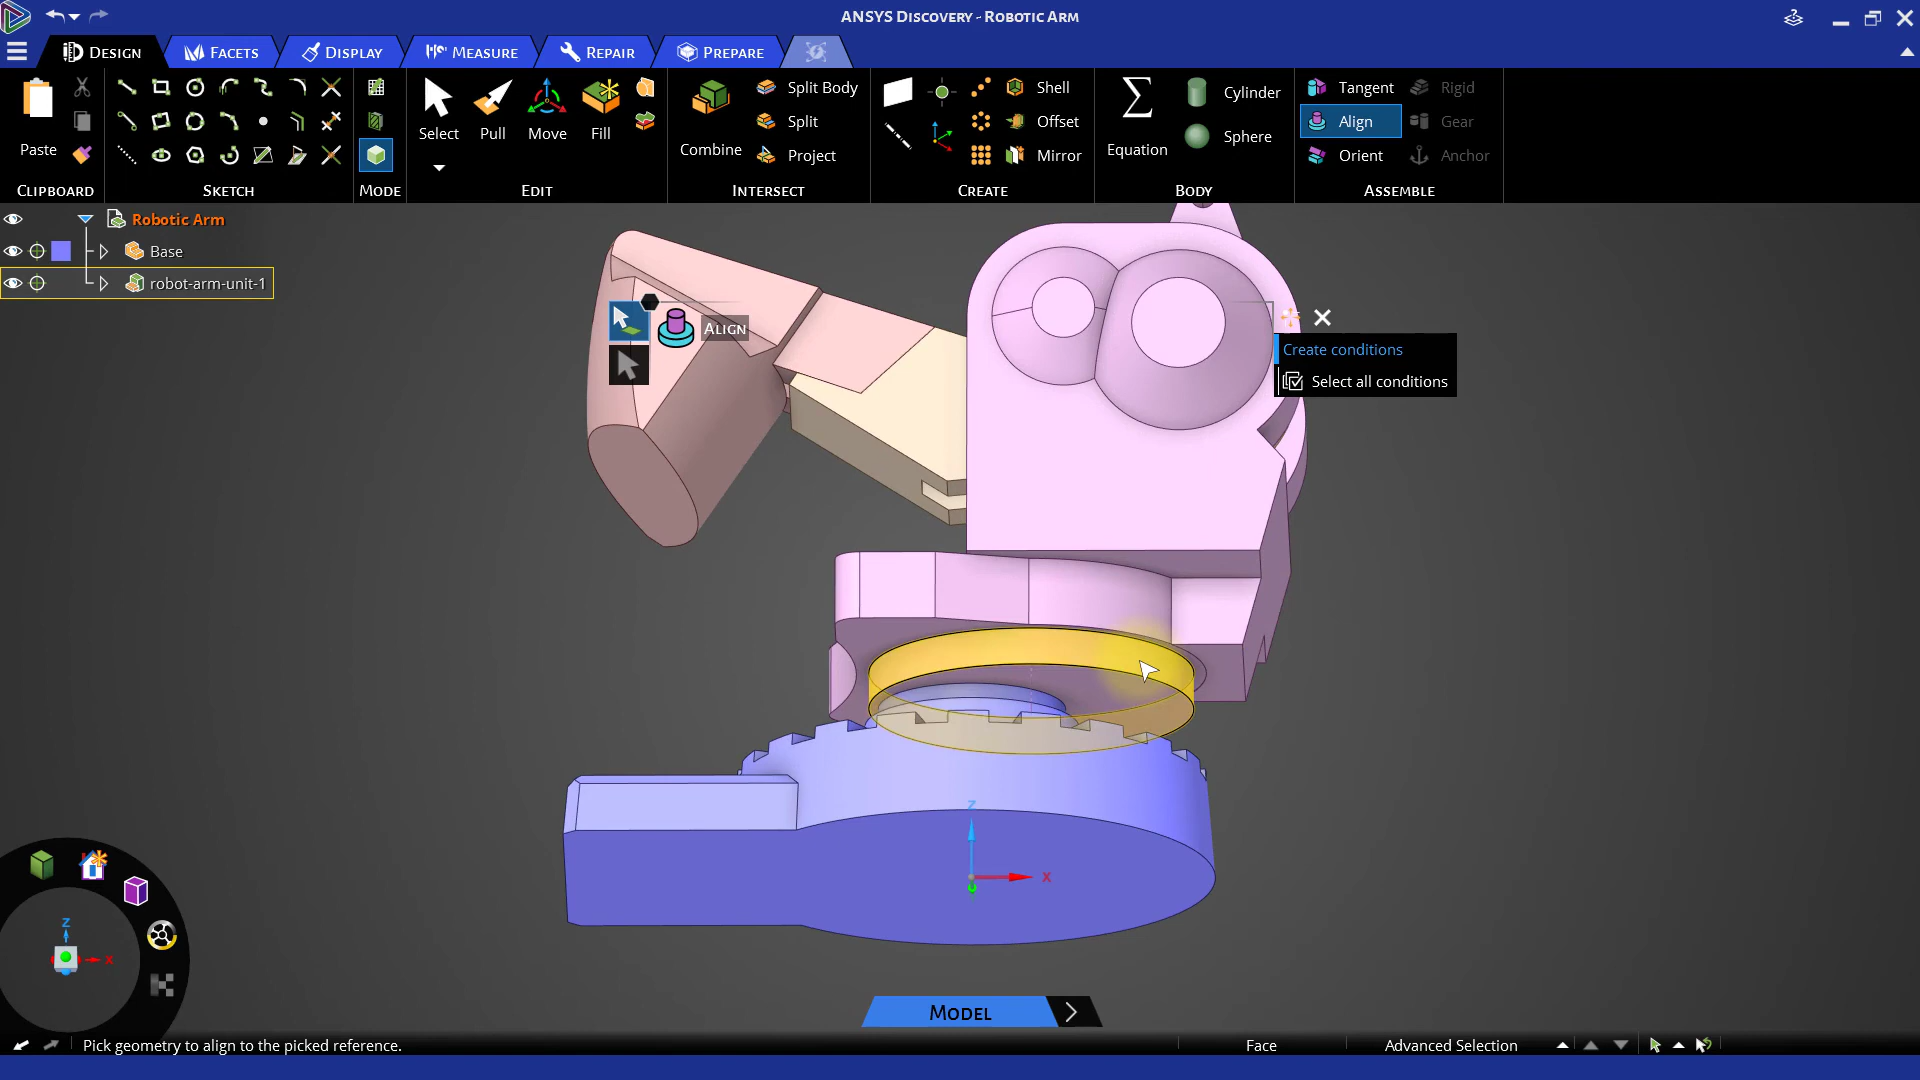 ANSYS Discovery - Robotic Arm
Design
Facets
Display
Measure
Repair
Prepare
Paste
Clipboard
Sketch
Mode
Select
Pull
Move
Fill
Edit
Combine
Split Body
Split
Project
Intersect
Shell
Offset
Mirror
Create
Equation
Cylinder
Sphere
Body
Tangent
Align
Orient
Rigid
Gear
Anchor
Assemble
Robotic Arm
Base
robot-arm-unit-1
Align
Create conditions
Select all conditions
Z
X
Z
X
Model
Pick geometry to align to the picked reference.
Face
Advanced Selection